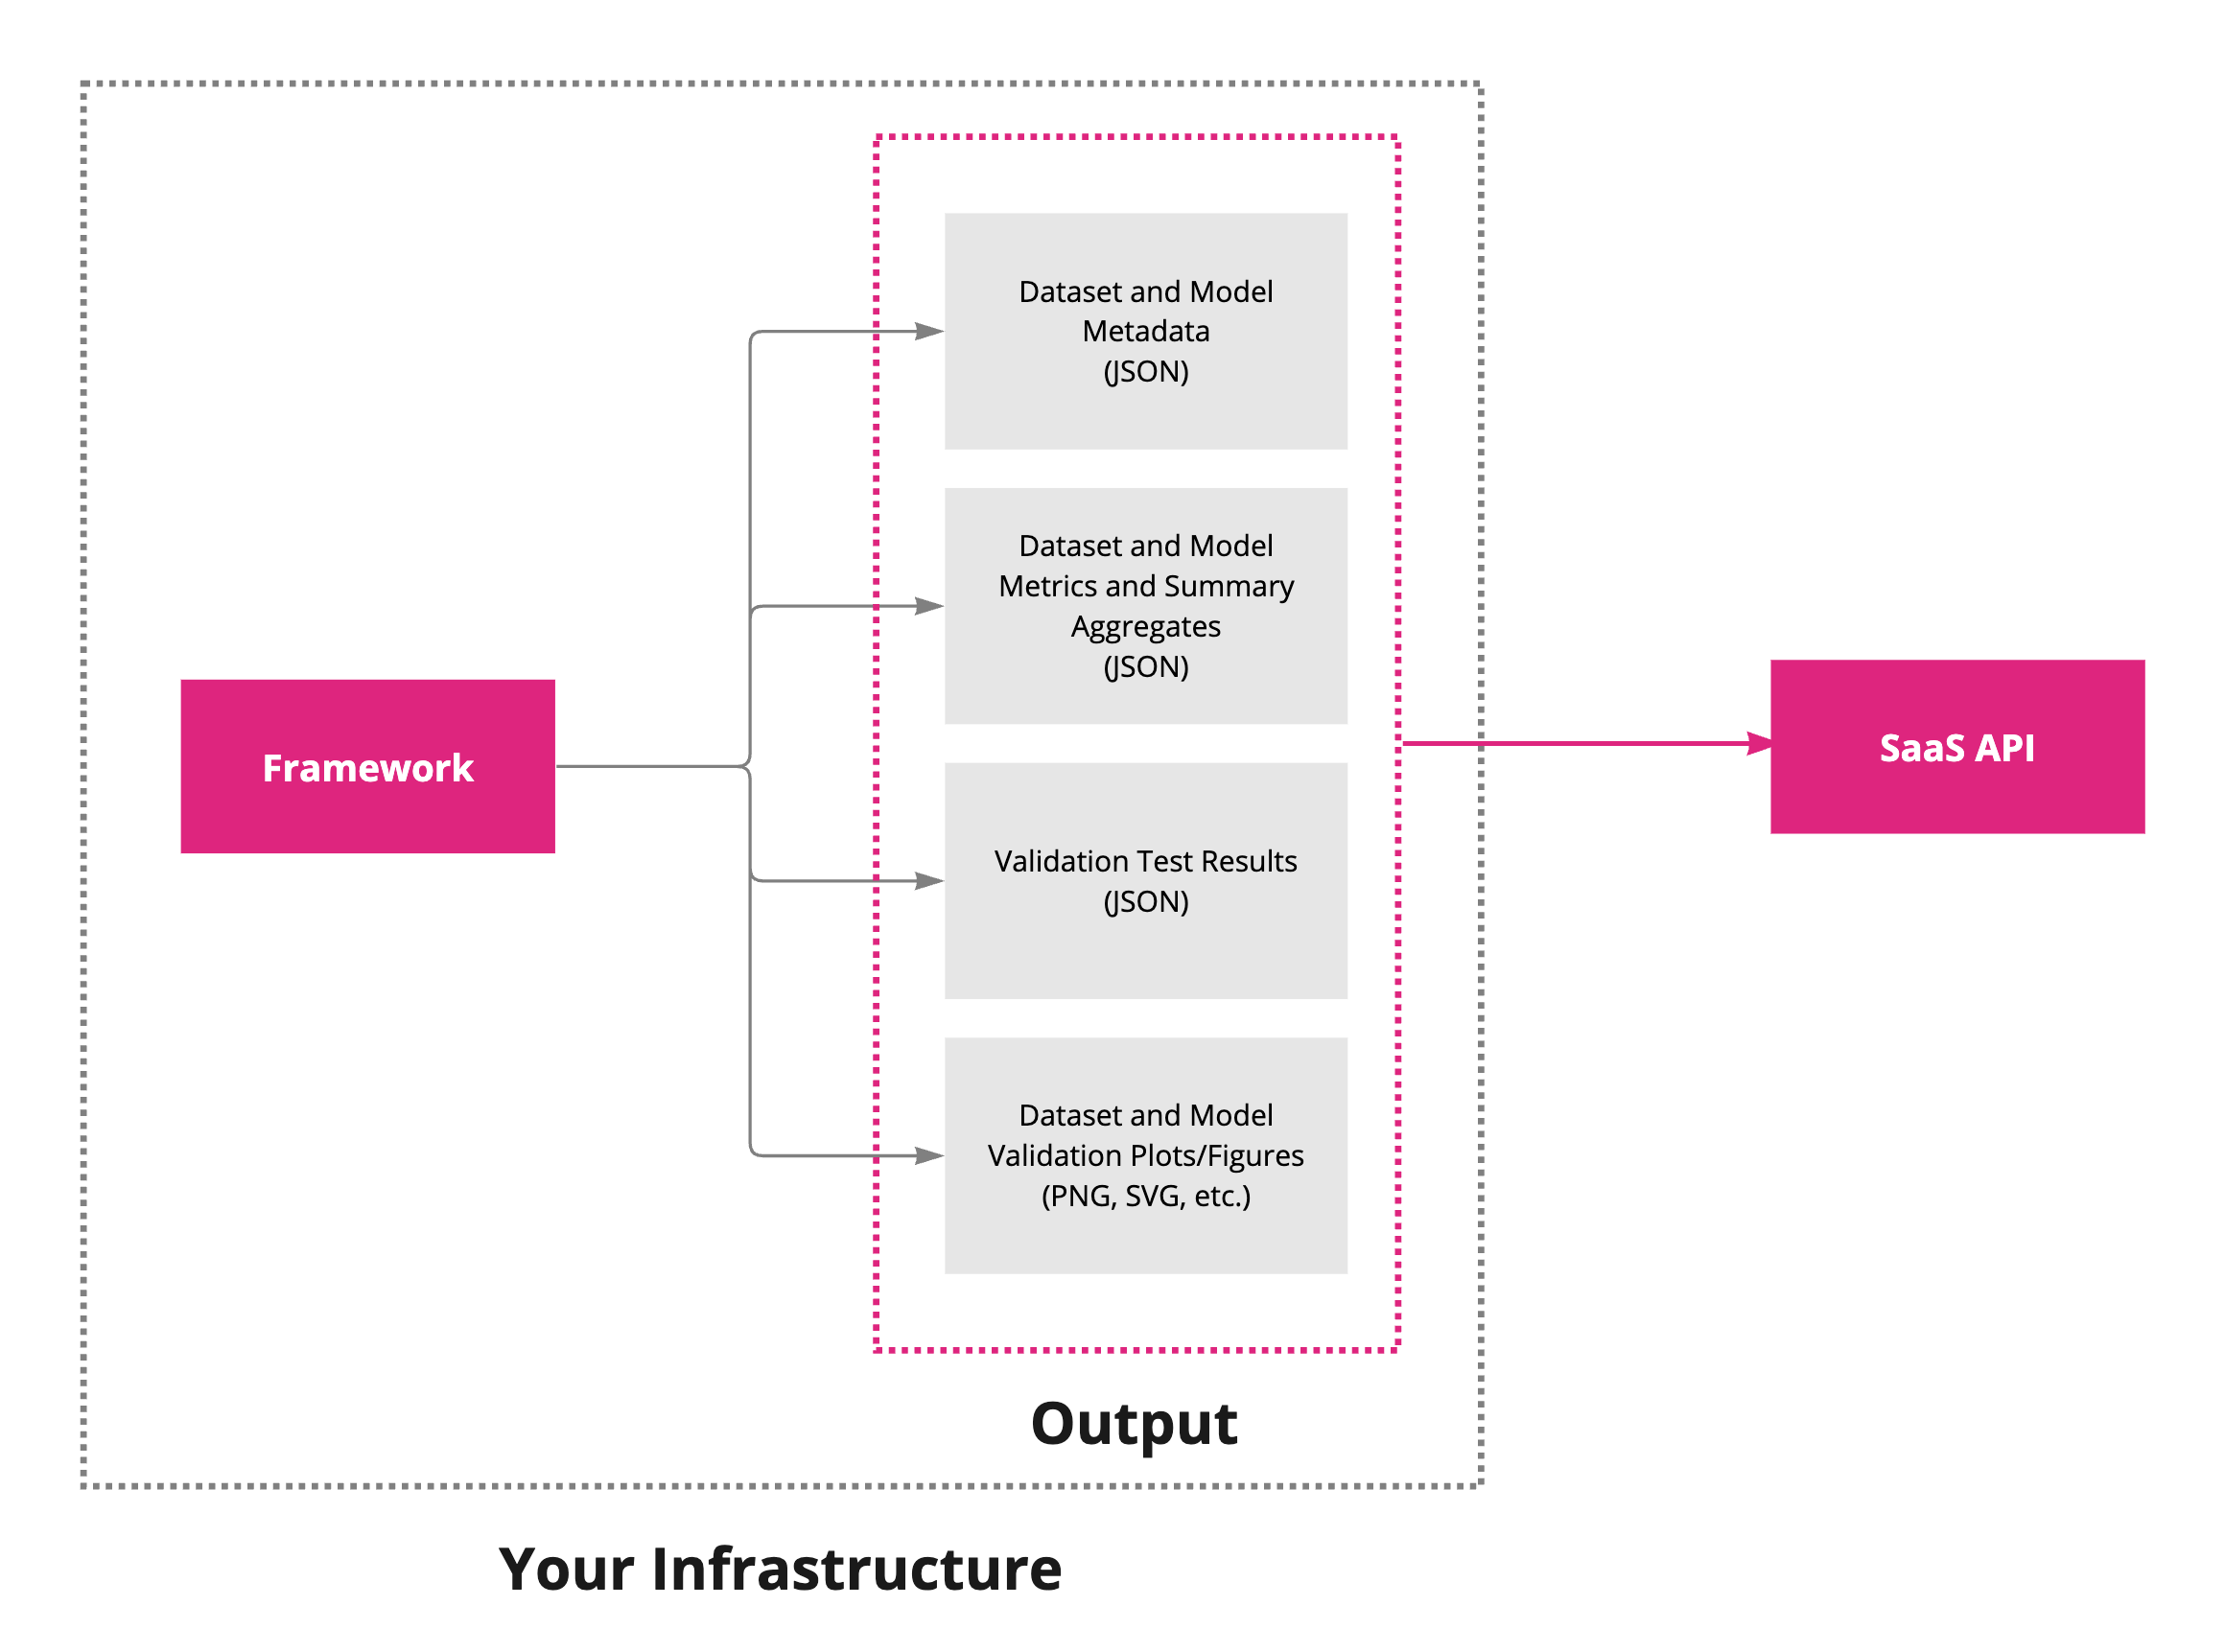 Dataset and Model
Metadata
(JSON)
Dataset and Model
Metrics and Summary
Aggregates
(JSON)
Framework
SaaS API
Validation Test Results
(JSON)
Dataset and Model
Validation Plots/Figures
(PNG, SVG, etc.)
Output
Your Infrastructure